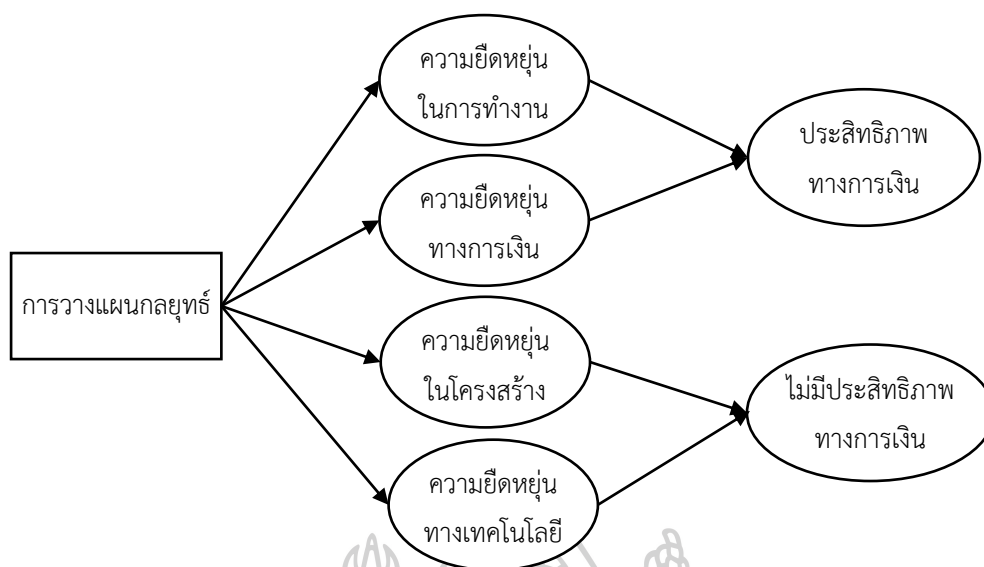 ความยืดหยุ่น
ในการทำงาน
ประสิทธิภาพ
ทางการเงิน
ความยืดหยุ่น
ทางการเงิน
การวางแผนกลยุทธ์
ความยืดหยุ่น
ในโครงสร้าง
ไม่มีประสิทธิภาพ
ทางการเงิน
ความยืดหยุ่น
ทางเทคโนโลยี